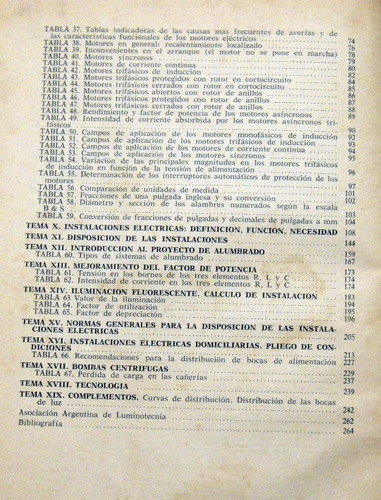 TABLA 37. Tablas indicadoras de las causas más frecuentes de averías y de
las características funcionales de los motores eléctricos 74
TABLA 38. Motores en general: recalentamiento localizado 76
TABLA 39. Inconvenientes en el arranque (el motor no se pone en marcha) 78
TABLA 40. Motores síncronos 79
TABLA 41. Motores de corriente continua 80
TABLA 42. Motores trifásicos de inducción 82
TABLA 43. Motores trifásicos protegidos con rotor en cortocircuito 83
TABLA 44. Motores trifásicos cerrados con rotor en cortocircuito 85
TABLA 45. Motores trifásicos abiertos con rotor de anillos 86
TABLA 46. Motores trifásicos protegidos con rotor de anillos 87
TABLA 47. Motores trifásicos cerrados con rotor de anillos 88
TABLA 48. Rendimiento y factor de potencia de los motores asíncronos 89
TABLA 49. Intensidad de corriente absorbida por los motores asíncronos tri-
fásicos 90
TABLA 50. Campos de aplicación de los motores monofásicos de inducción 92
TABLA 51. Campos de aplicación de los motores trifásicos de inducción 93
TABLA 52. Campos de aplicación de los motores de corriente continua 94
TABLA 53. Campos de aplicación de los motores síncronos 95
TABLA 54. Variación de las principales magnitudes en los motores trifásicos
de inducción en función de la tensión de alimentación 96
TABLA 55. Determinación de los interruptores automáticos de protección de los
motores 97
TABLA 56. Comparación de unidades de medida 101
TABLA 57. Fracciones de una pulgada inglesa y su conversión 102
TABLA 58. Diámetro y sección de los alambres numerados según la escala
B & S 103
TABLA 59. Conversión de fracciones de pulgadas y decimales de pulgadas a mm 104
TEMA X. INSTALACIONES ELECTRICAS: DEFINICION, FUNCION, NECESIDAD 108
TEMA XI. DISPOSICION DE LAS INSTALACIONES 144
TEMA XII. INTRODUCCION AL PROYECTO DE ALUMBRADO 159
TABLA 60. Tipos de sistemas de alumbrado 167
TEMA XIII. MEJORAMIENTO DEL FACTOR DE POTENCIA 173
TABLA 61. Tensión en los bornes de los tres elementos R, L y C 174
TABLA 62. Intensidad de corriente en los tres elementos R, L y C 174
TEMA XIV. ILUMINACION FLUORESCENTE. CALCULO DE INSTALACION 183
TABLA 63 Valor de la iluminación 194
TABLA 64. Factor de utilización 195
TABLA 65. Factor de depreciación 196
TEMA XV. NORMAS GENERALES PARA LA DISPOSICION DE LAS INSTALA-
CIONES ELECTRICAS 205
TEMA XVI. INSTALACIONES ELECTRICAS DOMICILIARIAS. PLIEGO DE CON-
DICIONES 213
TABLA 66. Recomendaciones para la distribución de bocas de alimentación 227
TEMA XVII. BOMBAS CENTRIFUGAS 229
TABLA 67. Pérdida de carga en las cañerías 237
TEMA XVIII. TECNOLOGIA 239
TEMA XIX. COMPLEMENTOS. Curvas de distribución. Distribución de las bocas
de luz 242
Asociación Argentina de Luminotecnia 262
Bibliografía 264